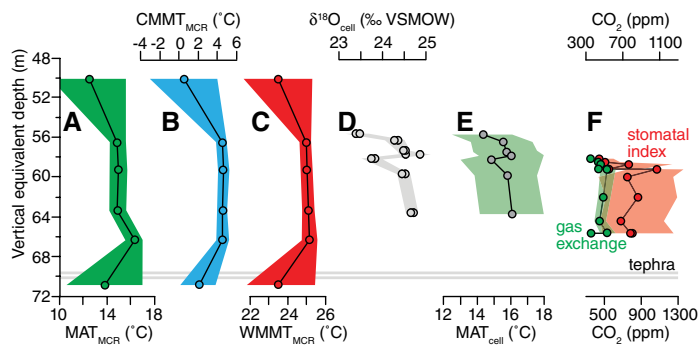 CMMT_MCR (˚C) δ¹⁸O_cell (‰ VSMOW) CO₂ (ppm)
-4 -2 0 2 4 6 23 24 25 300 700 1100
Vertical equivalent depth (m)
48
52
56
60
64
68
72
A B C D E F
stomatal
index
gas
exchange
tephra
10 12 14 16 18 22 24 26 12 14 16 18 500 900 1300
MAT_MCR (˚C) WMMT_MCR (˚C) MAT_cell (˚C) CO₂ (ppm)